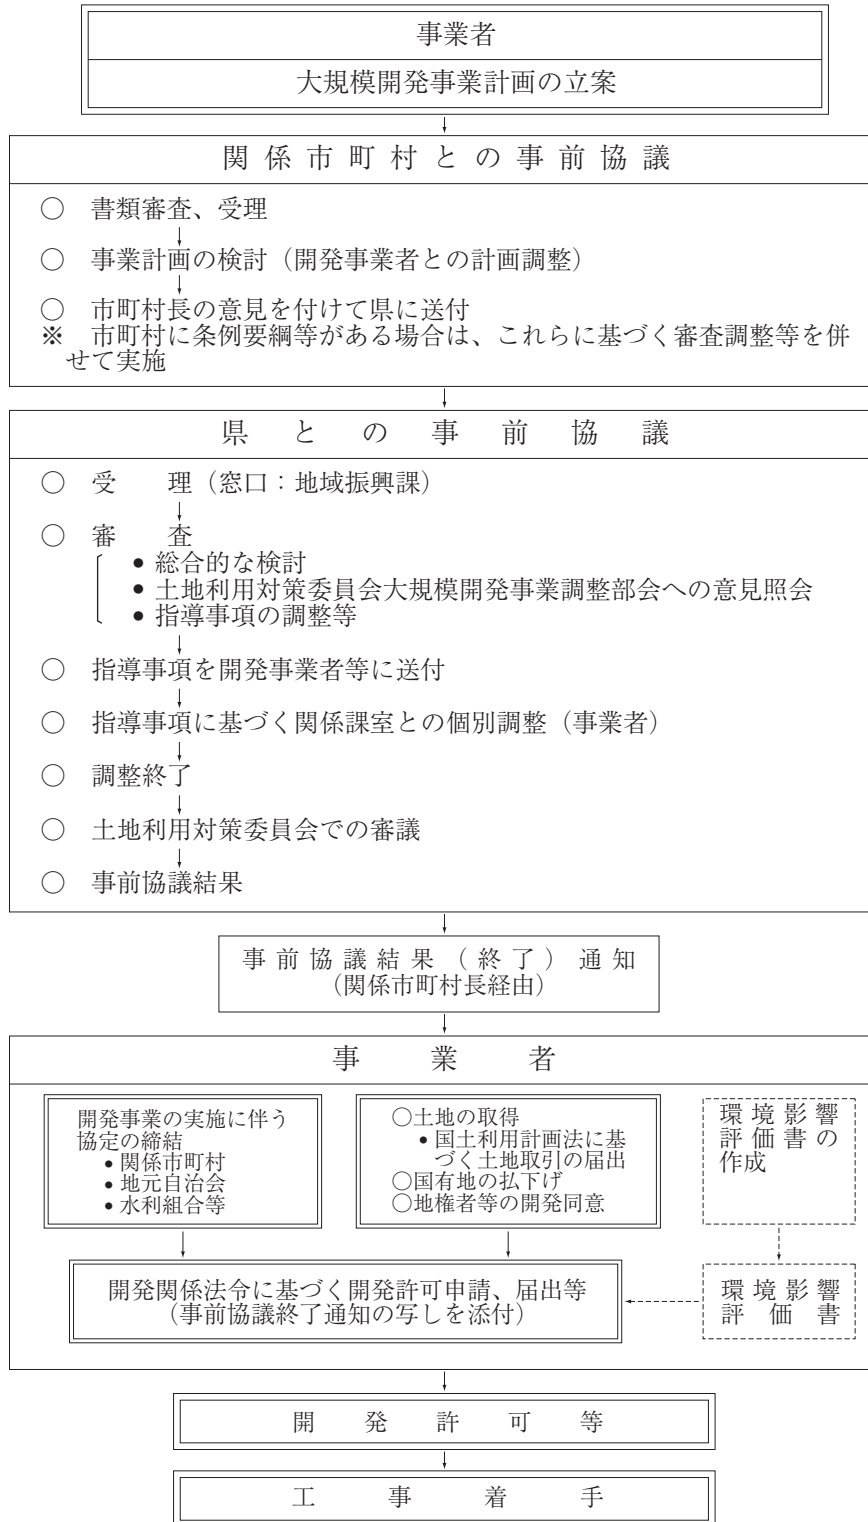 事業者
大規模開発事業計画の立案
関係市町村との事前協議
○ 書類審査、受理
○ 事業計画の検討（開発事業者との計画調整）
○ 市町村長の意見を付けて県に送付
※ 市町村に条例要綱等がある場合は、これらに基づく審査調整等を併
せて実施
県との事前協議
○ 受 理（窓口：地域振興課）
○ 審 査
• 総合的な検討
• 土地利用対策委員会大規模開発事業調整部会への意見照会
• 指導事項の調整等
○ 指導事項を開発事業者等に送付
○ 指導事項に基づく関係課室との個別調整（事業者）
○ 調整終了
○ 土地利用対策委員会での審議
○ 事前協議結果
事前協議結果（終了）通知
（関係市町村長経由）
事業者
開発事業の実施に伴う
協定の締結
• 関係市町村
• 地元自治会
• 水利組合等
○土地の取得
• 国土利用計画法に基
づく土地取引の届出
○国有地の払下げ
○地権者等の開発同意
環境影響
評価書の
作成
開発関係法令に基づく開発許可申請、届出等
（事前協議終了通知の写しを添付）
環境影響
評価書
開発許可等
工事着手